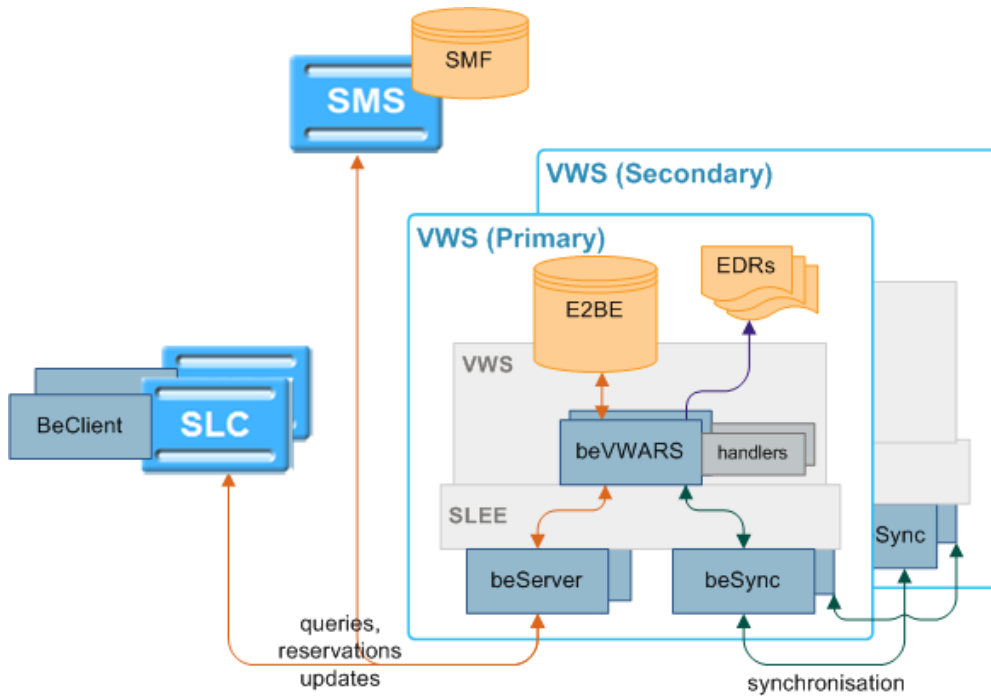 SMF
SMS
VWS (Secondary)
VWS (Primary)
EDRs
E2BE
VWS
BeClient
SLC
beVWARS
handlers
SLEE
Sync
beServer
beSync
queries,
reservations
updates
synchronisation